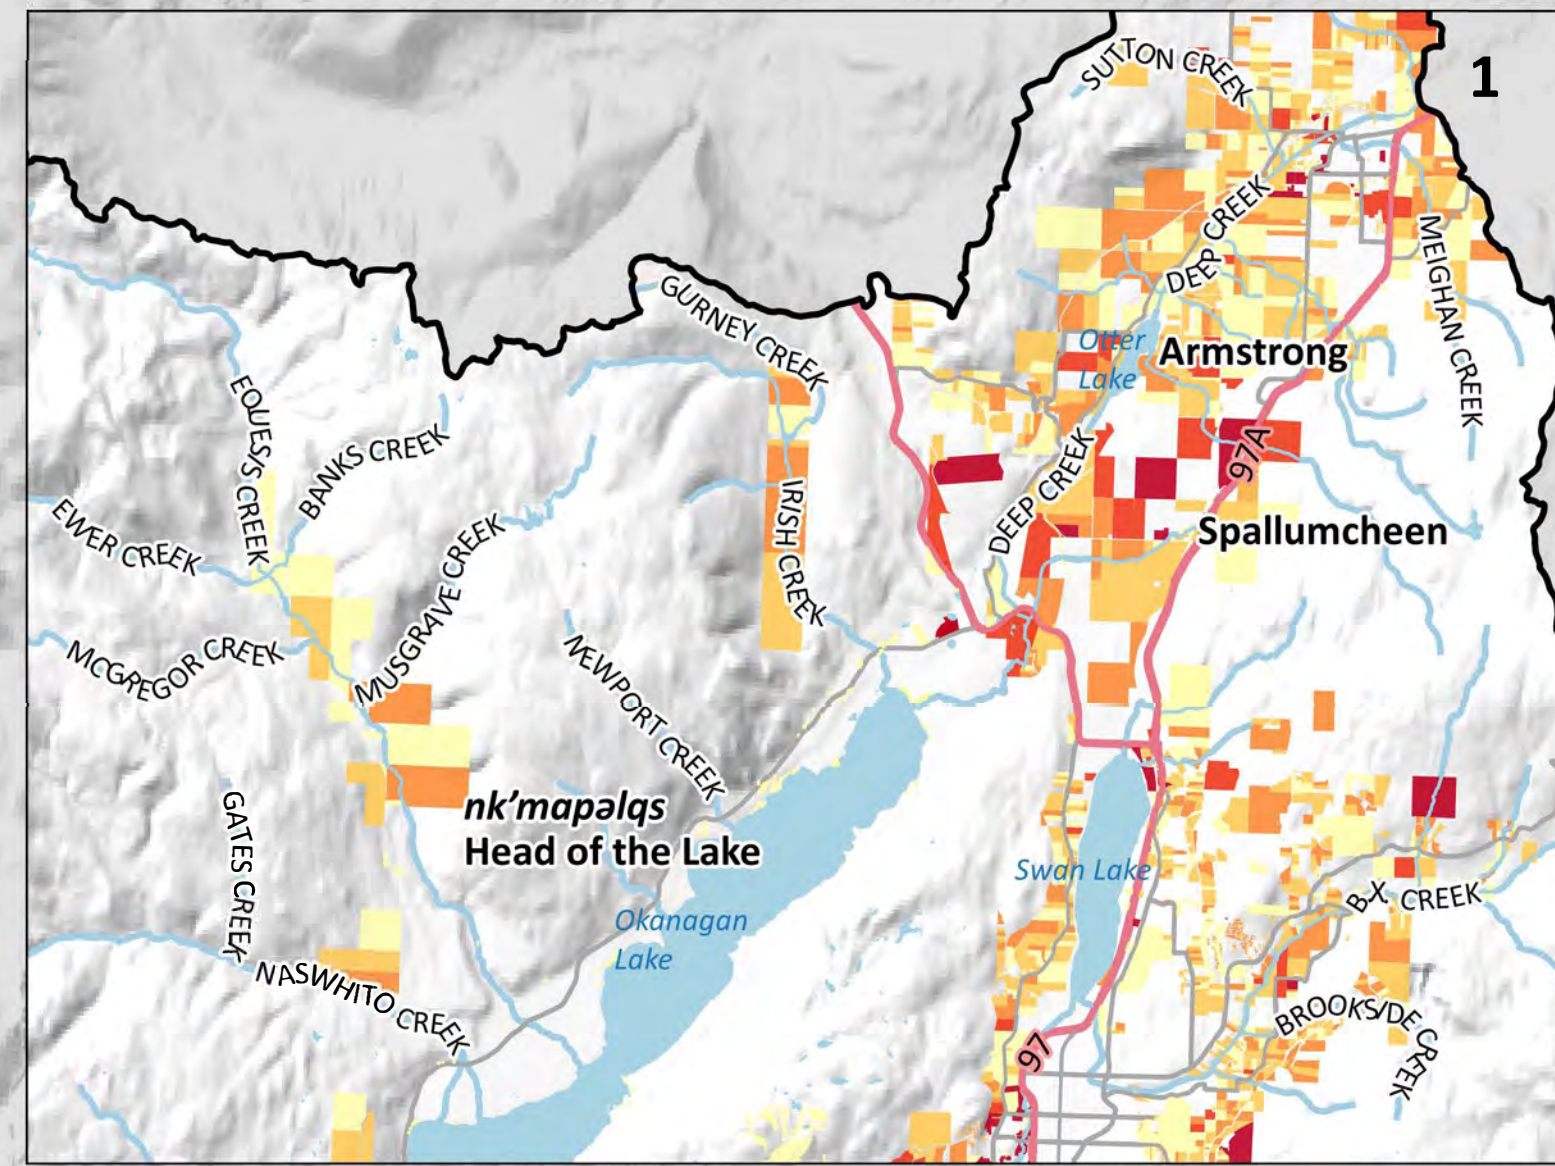 1
SUTTON CREEK
DEEP CREEK
MEIGHAN CREEK
GURNEY CREEK
Otter
Lake
Armstrong
EQUESIS CREEK
BANKS CREEK
97A
DEEP CREEK
IRISH CREEK
EWER CREEK
MUSGRAVE CREEK
Spallumcheen
MCGREGOR CREEK
NEWPORT CREEK
nk’mapəlqs
Head of the Lake
GATES CREEK
Swan Lake
BX CREEK
Okanagan
Lake
NASWHITO CREEK
BROOKSIDE CREEK
97